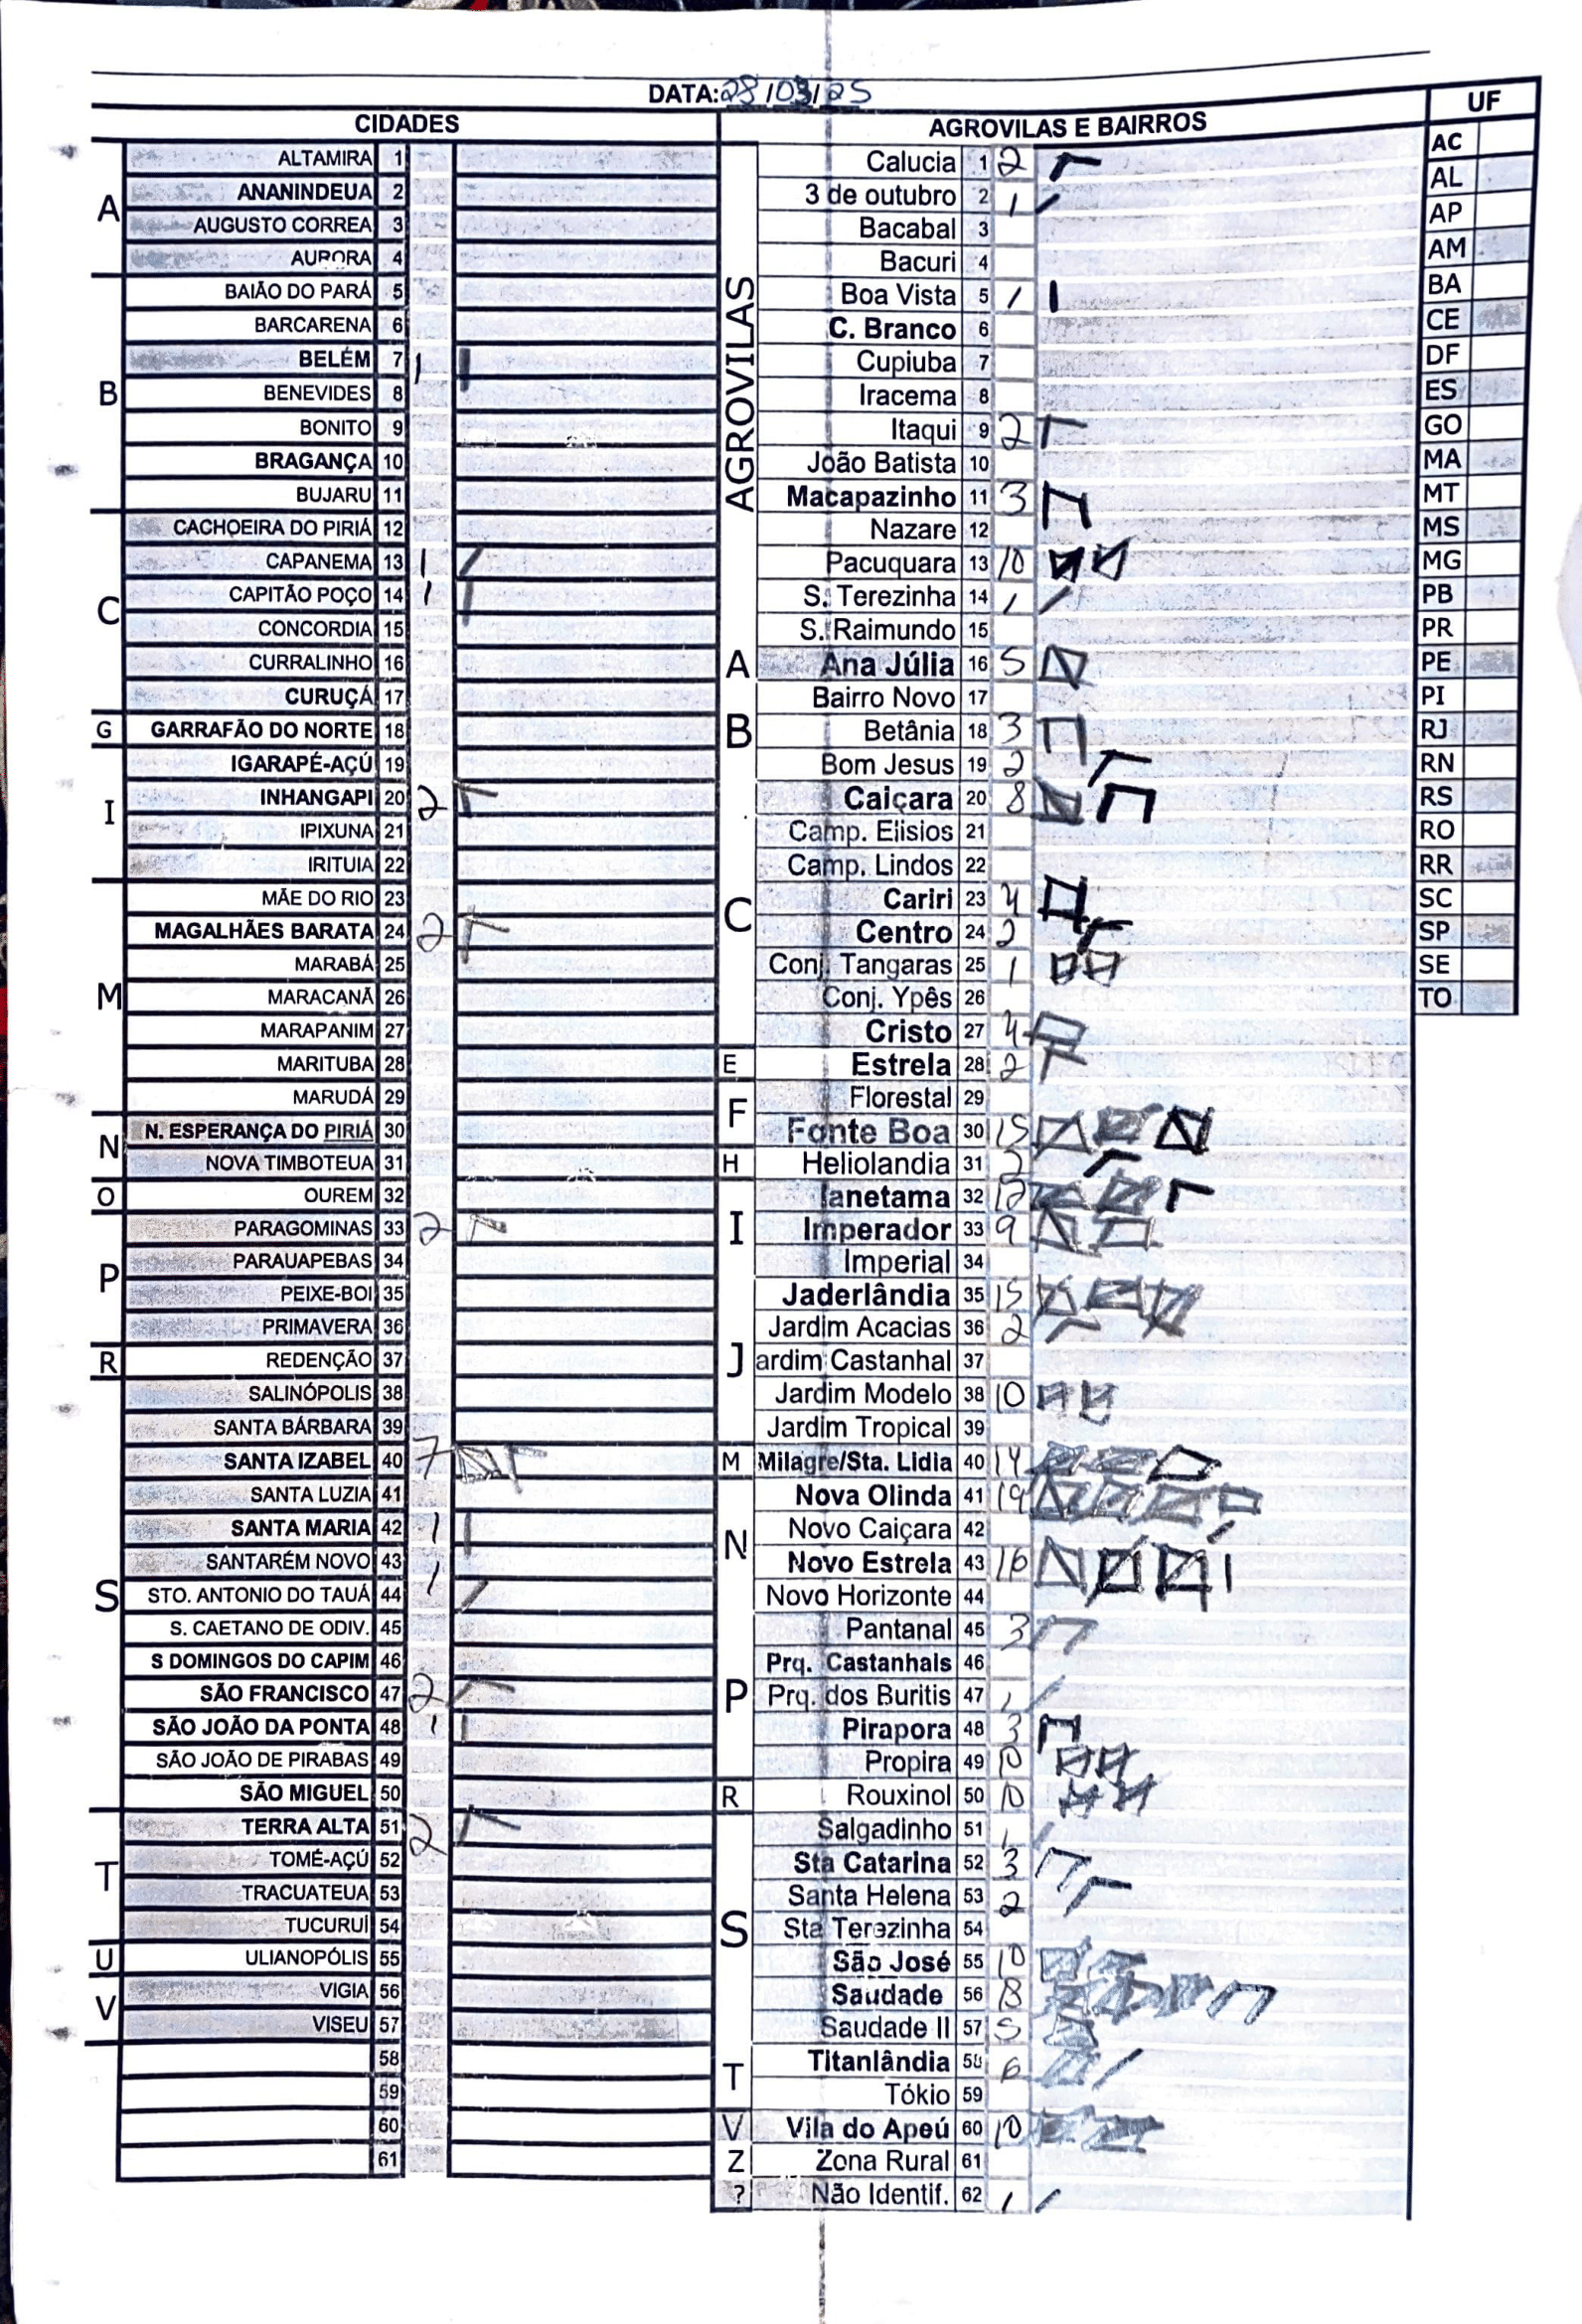 DATA: 28/03/25
CIDADES
A
ALTAMIRA 1
ANANINDEUA 2
AUGUSTO CORREA 3
AURORA 4
B
BAIÃO DO PARÁ 5
BARCARENA 6
BELÉM 7 1
BENEVIDES 8
BONITO 9
BRAGANÇA 10
BUJARU 11
C
CACHOEIRA DO PIRIÁ 12
CAPANEMA 13 1
CAPITÃO POÇO 14 1
CONCORDIA 15
CURRALINHO 16
CURUÇÁ 17
G
GARRAFÃO DO NORTE 18
I
IGARAPÉ-AÇÚ 19
INHANGAPI 20 2
IPIXUNA 21
IRITUIA 22
M
MÃE DO RIO 23
MAGALHÃES BARATA 24 2
MARABÁ 25
MARACANÃ 26
MARAPANIM 27
MARITUBA 28
MARUDÁ 29
N
N. ESPERANÇA DO PIRIÁ 30
NOVA TIMBOTEUA 31
O
OUREM 32
P
PARAGOMINAS 33 2
PARAUAPEBAS 34
PEIXE-BOI 35
PRIMAVERA 36
R
REDENÇÃO 37
S
SALINÓPOLIS 38
SANTA BÁRBARA 39
SANTA IZABEL 40 7
SANTA LUZIA 41
SANTA MARIA 42 1
SANTARÉM NOVO 43
STO. ANTONIO DO TAUÁ 44 1
S. CAETANO DE ODIV. 45
S DOMINGOS DO CAPIM 46
SÃO FRANCISCO 47 2
SÃO JOÃO DA PONTA 48 1
SÃO JOÃO DE PIRABAS 49
SÃO MIGUEL 50
T
TERRA ALTA 51 2
TOMÉ-AÇÚ 52
TRACUATEUA 53
TUCURUÍ 54
U
ULIANOPÓLIS 55
V
VIGIA 56
VISEU 57
58
59
60
61
AGROVILAS E BAIRROS
AGROVILAS
Calucia 1 2
3 de outubro 2 1
Bacabal 3
Bacuri 4
Boa Vista 5 1
C. Branco 6
Cupiuba 7
Iracema 8
Itaqui 9 2
João Batista 10
Macapazinho 11 3
Nazare 12
Pacuquara 13 10
S. Terezinha 14 1
S. Raimundo 15
A
Ana Júlia 16 5
B
Bairro Novo 17
Betânia 18 3
Bom Jesus 19 2
C
Caiçara 20 8
Camp. Eiisios 21
Camp. Lindos 22
Cariri 23 4
Centro 24 2
Conj. Tangaras 25 1
Conj. Ypês 26
Cristo 27 4
E
Estrela 28 2
F
Florestal 29
Fonte Boa 30 15
H
Heliolandia 31 2
I
Ianetama 32 12
Imperador 33 9
Imperial 34
J
Jaderlândia 35 15
Jardim Acacias 36 2
Jardim Castanhal 37
Jardim Modelo 38 10
Jardim Tropical 39
M
Milagre/Sta. Lidia 40 14
N
Nova Olinda 41 19
Novo Caiçara 42
Novo Estrela 43 16
Novo Horizonte 44
P
Pantanal 45 3
Prq. Castanhals 46
Prq. dos Buritis 47 1
Pirapora 48 3
Propira 49 10
R
Rouxinol 50 10
S
Salgadinho 51 1
Sta Catarina 52 3
Santa Helena 53 2
Sta Terezinha 54
São José 55 10
Saudade 56 18
Saudade II 57 5
T
Titanlândia 58 6
Tókio 59
V
Vila do Apeú 60 10
Z
Zona Rural 61
?
Não Identif. 62 1
UF
AC
AL
AP
AM
BA
CE
DF
ES
GO
MA
MT
MS
MG
PB
PR
PE
PI
RJ
RN
RS
RO
RR
SC
SP
SE
TO